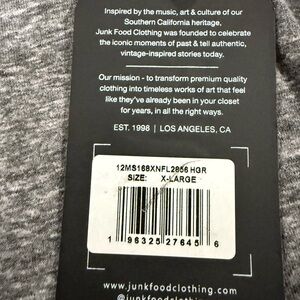 Inspired by the music, art & culture of our
Southern California heritage,
Junk Food Clothing was founded to celebrate
the iconic moments of past & tell authentic,
vintage-inspired stories today.
Our mission - to transform premium quality
clothing into timeless works of art that feel
like they've already been in your closet
for years, in all the right ways.
EST. 1998 | LOS ANGELES, CA
12MS168XNFL2806 HGR
SIZE: X-LARGE
1 96325 27645 6
www.junkfoodclothing.com
@junkfoodclothing